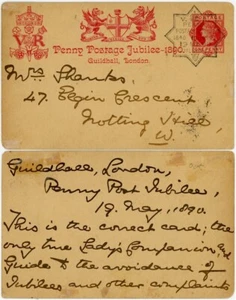 V R
Penny Postage Jubilee-1890.
Guildhall, London.
Mrs Shanks,
47. Elgin Crescent
Notting Hill
W.
Guildhall, London,
Penny Post Jubilee,
19. May, 1890.
This is the correct card; the
only true Lady's Companion and
Guide to the avoidance of
Jubilees and other complaints